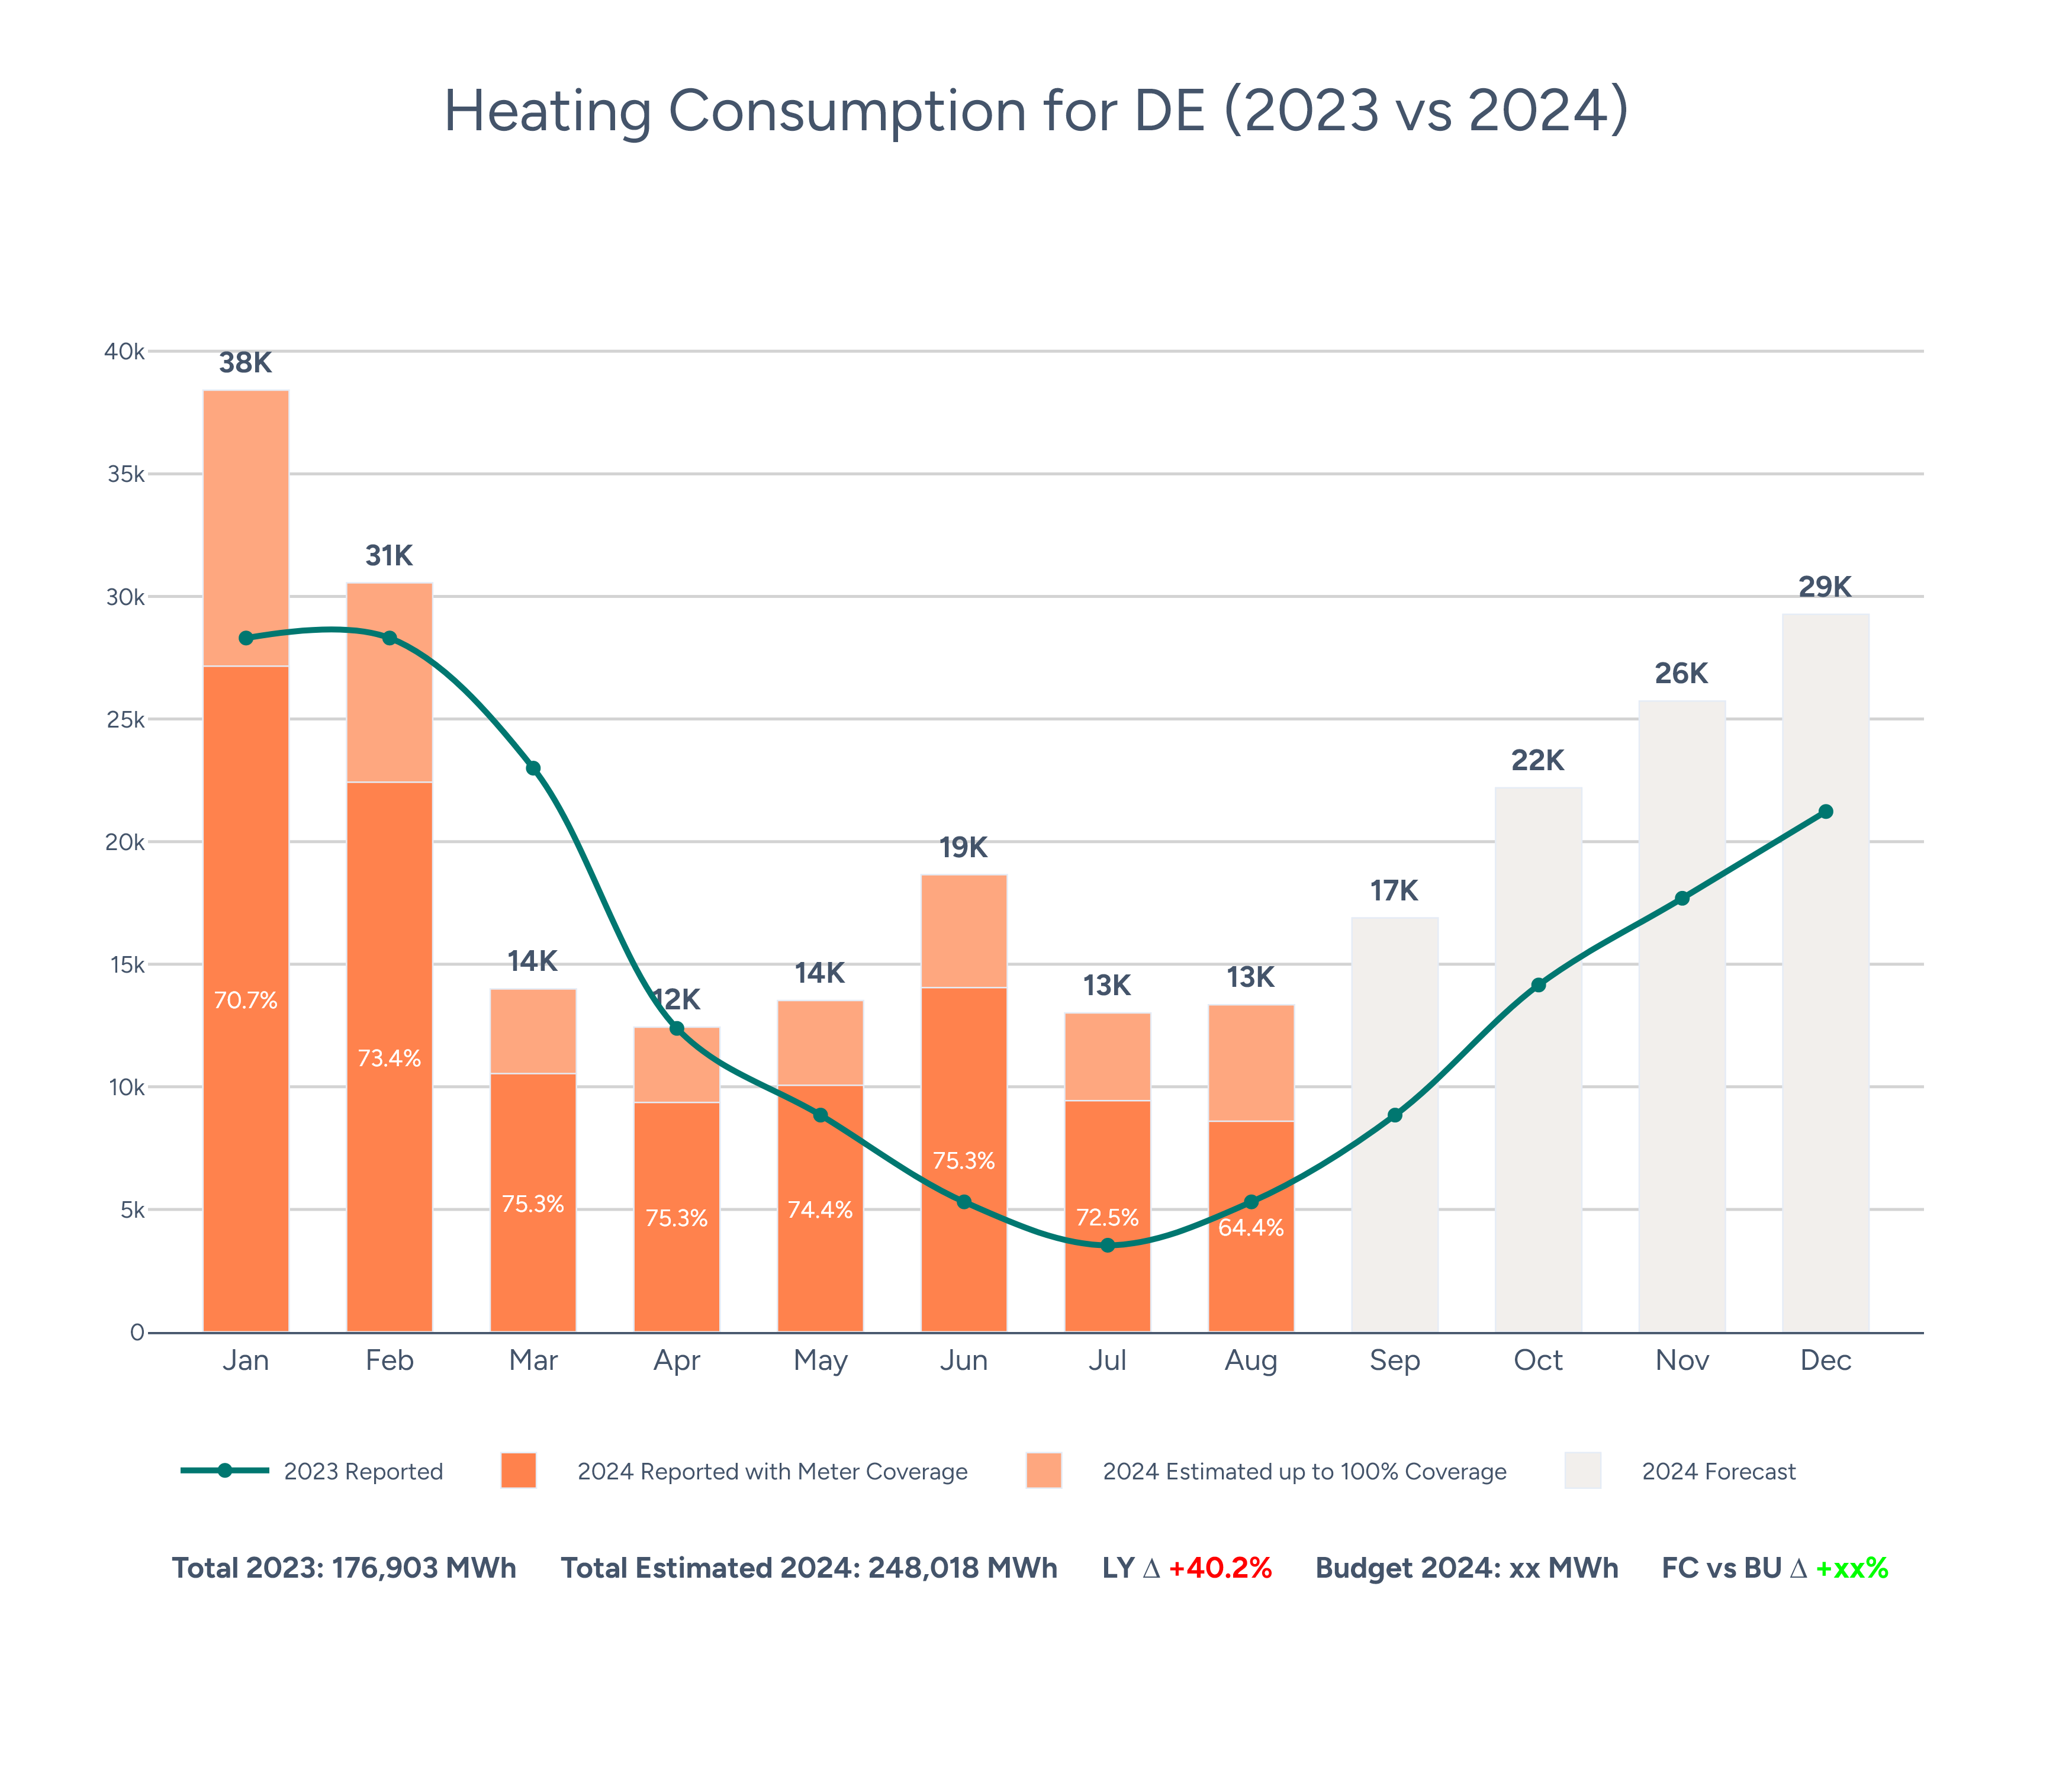 Heating Consumption for DE (2023 vs 2024)
40k
38K
35k
31K
30k
29K
26K
25k
22K
20k
19K
17K
15k
14K
14K
13K
13K
12K
70.7%
73.4%
10k
75.3%
75.3%
75.3%
74.4%
72.5%
64.4%
5k
0
Jan Feb Mar Apr May Jun Jul Aug Sep Oct Nov Dec
2023 Reported 2024 Reported with Meter Coverage 2024 Estimated up to 100% Coverage 2024 Forecast
Total 2023: 176,903 MWh Total Estimated 2024: 248,018 MWh LY Δ +40.2% Budget 2024: xx MWh FC vs BU Δ +xx%